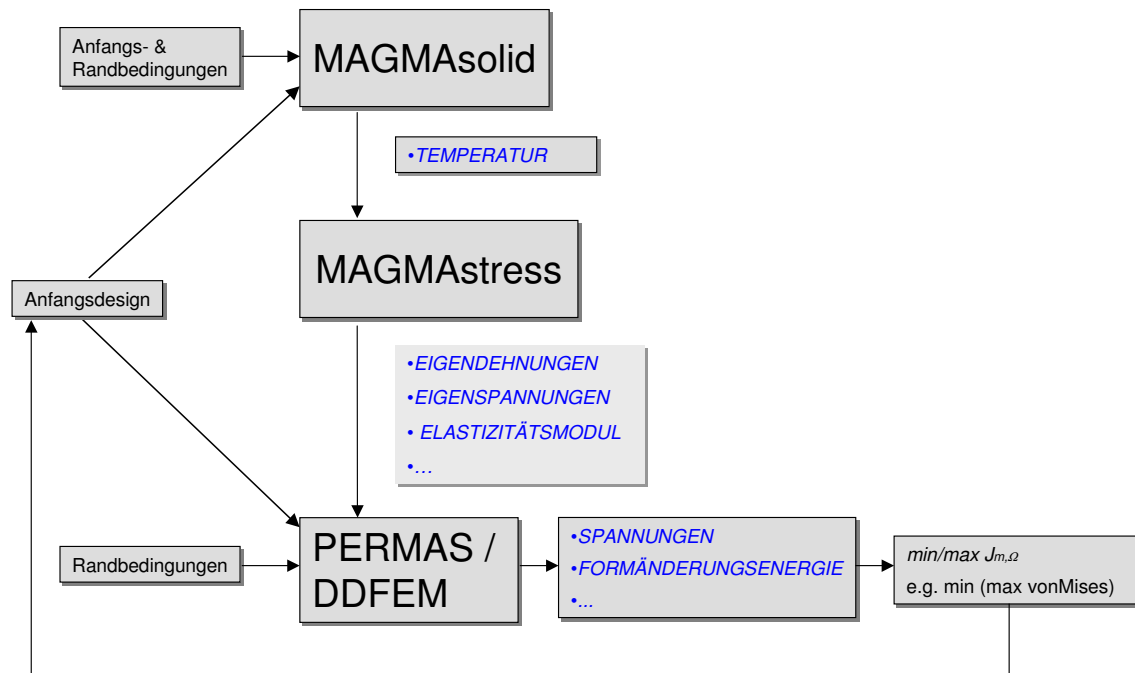 Anfangs- &
Randbedingungen
MAGMAsolid
•TEMPERATUR
MAGMAstress
Anfangsdesign
•EIGENDEHNUNGEN
•EIGENSPANNUNGEN
• ELASTIZITÄTSMODUL
•...
Randbedingungen
PERMAS /
DDFEM
•SPANNUNGEN
•FORMÄNDERUNGSENERGIE
•...
min/max Jm,Ω
e.g. min (max vonMises)